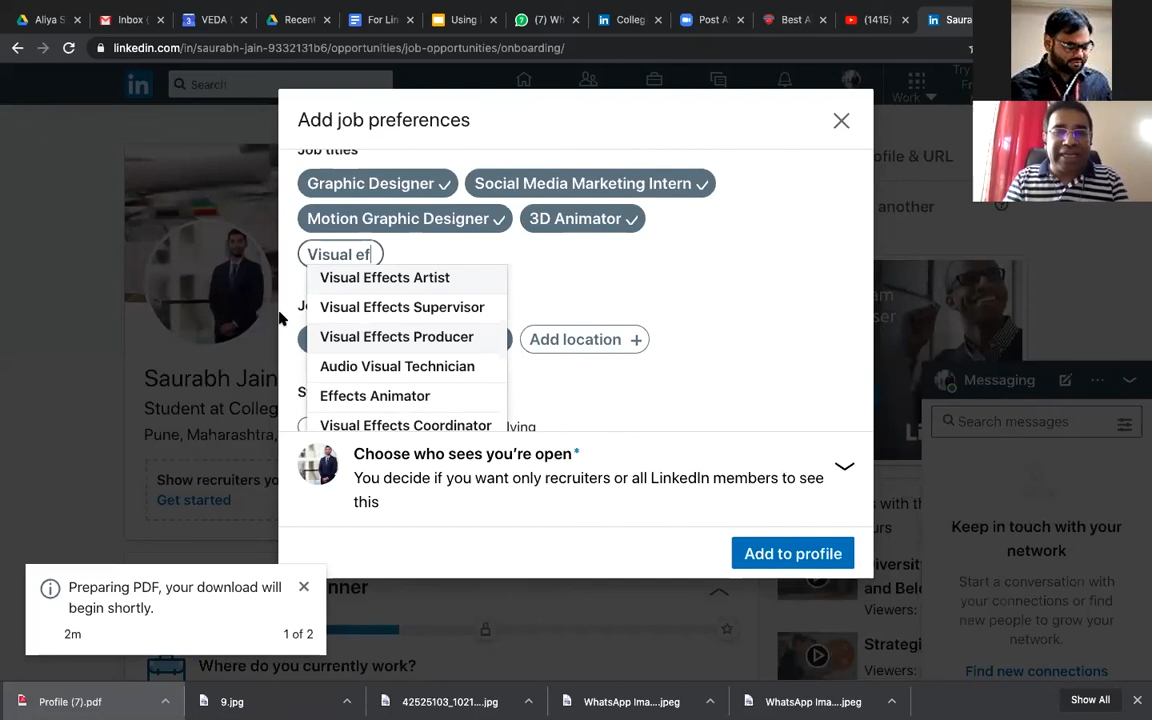 Aliya S
Inbox (
VEDA (
Recent
For Lin
Using
(7) Wh
Colleg
Post A
Best A
(1415)
Saura
linkedin.com/in/saurabh-jain-9332131b6/opportunities/job-opportunities/onboarding/
Search
Work
Try
Add job preferences
Job titles
Graphic Designer
Social Media Marketing Intern
Motion Graphic Designer
3D Animator
Visual ef
Visual Effects Artist
Visual Effects Supervisor
Visual Effects Producer
Audio Visual Technician
Effects Animator
Visual Effects Coordinator
Add location +
Choose who sees you're open*
You decide if you want only recruiters or all LinkedIn members to see
this
Add to profile
Saurabh Jain
Student at Colleg
Pune, Maharashtra,
Show recruiters yo
Get started
ofile & URL
another
Messaging
Search messages
Keep in touch with your
network
Start a conversation with
your connections or find
new people to grow your
network.
Find new connections
Preparing PDF, your download will
begin shortly.
2m
1 of 2
Where do you currently work?
Viewers:
Strategi
Viewers:
Profile (7).pdf
9.jpg
42525103_1021....jpg
WhatsApp Ima....jpeg
WhatsApp Ima....jpeg
Show All